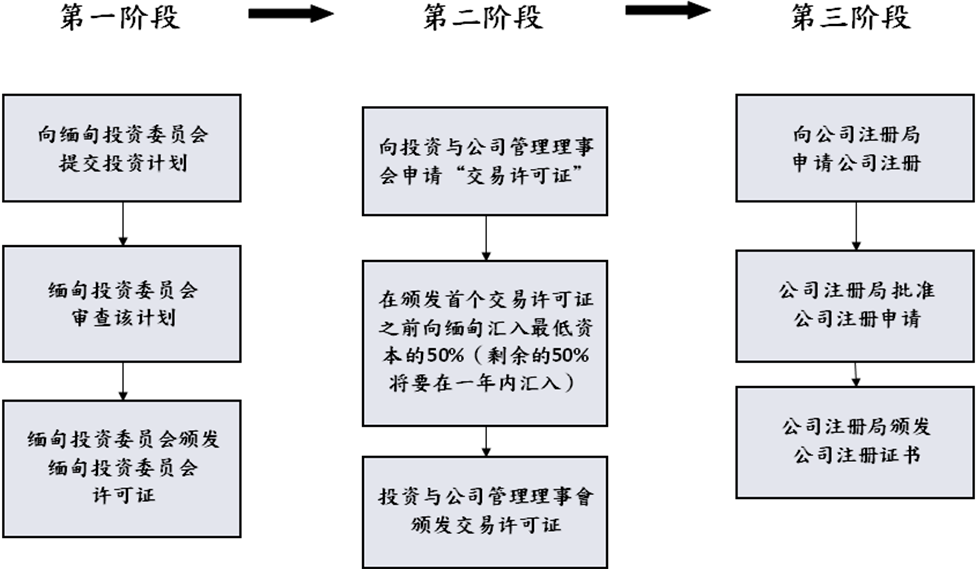 第一阶段
第二阶段
第三阶段
向缅甸投资委员会
提交投资计划
缅甸投资委员会
审查该计划
缅甸投资委员会颁发
缅甸投资委员会
许可证
向投资与公司管理理事
会申请“交易许可证”
在颁发首个交易许可证
之前向缅甸汇入最低资
本的50%（剩余的50%
将要在一年内汇入）
投资与公司管理理事會
颁发交易许可证
向公司注册局
申请公司注册
公司注册局批准
公司注册申请
公司注册局颁发
公司注册证书